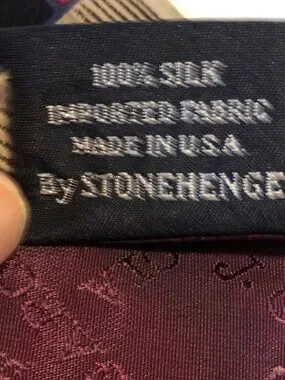 100% SILK
IMPORTED FABRIC
MADE IN U.S.A.
By STONEHENGE